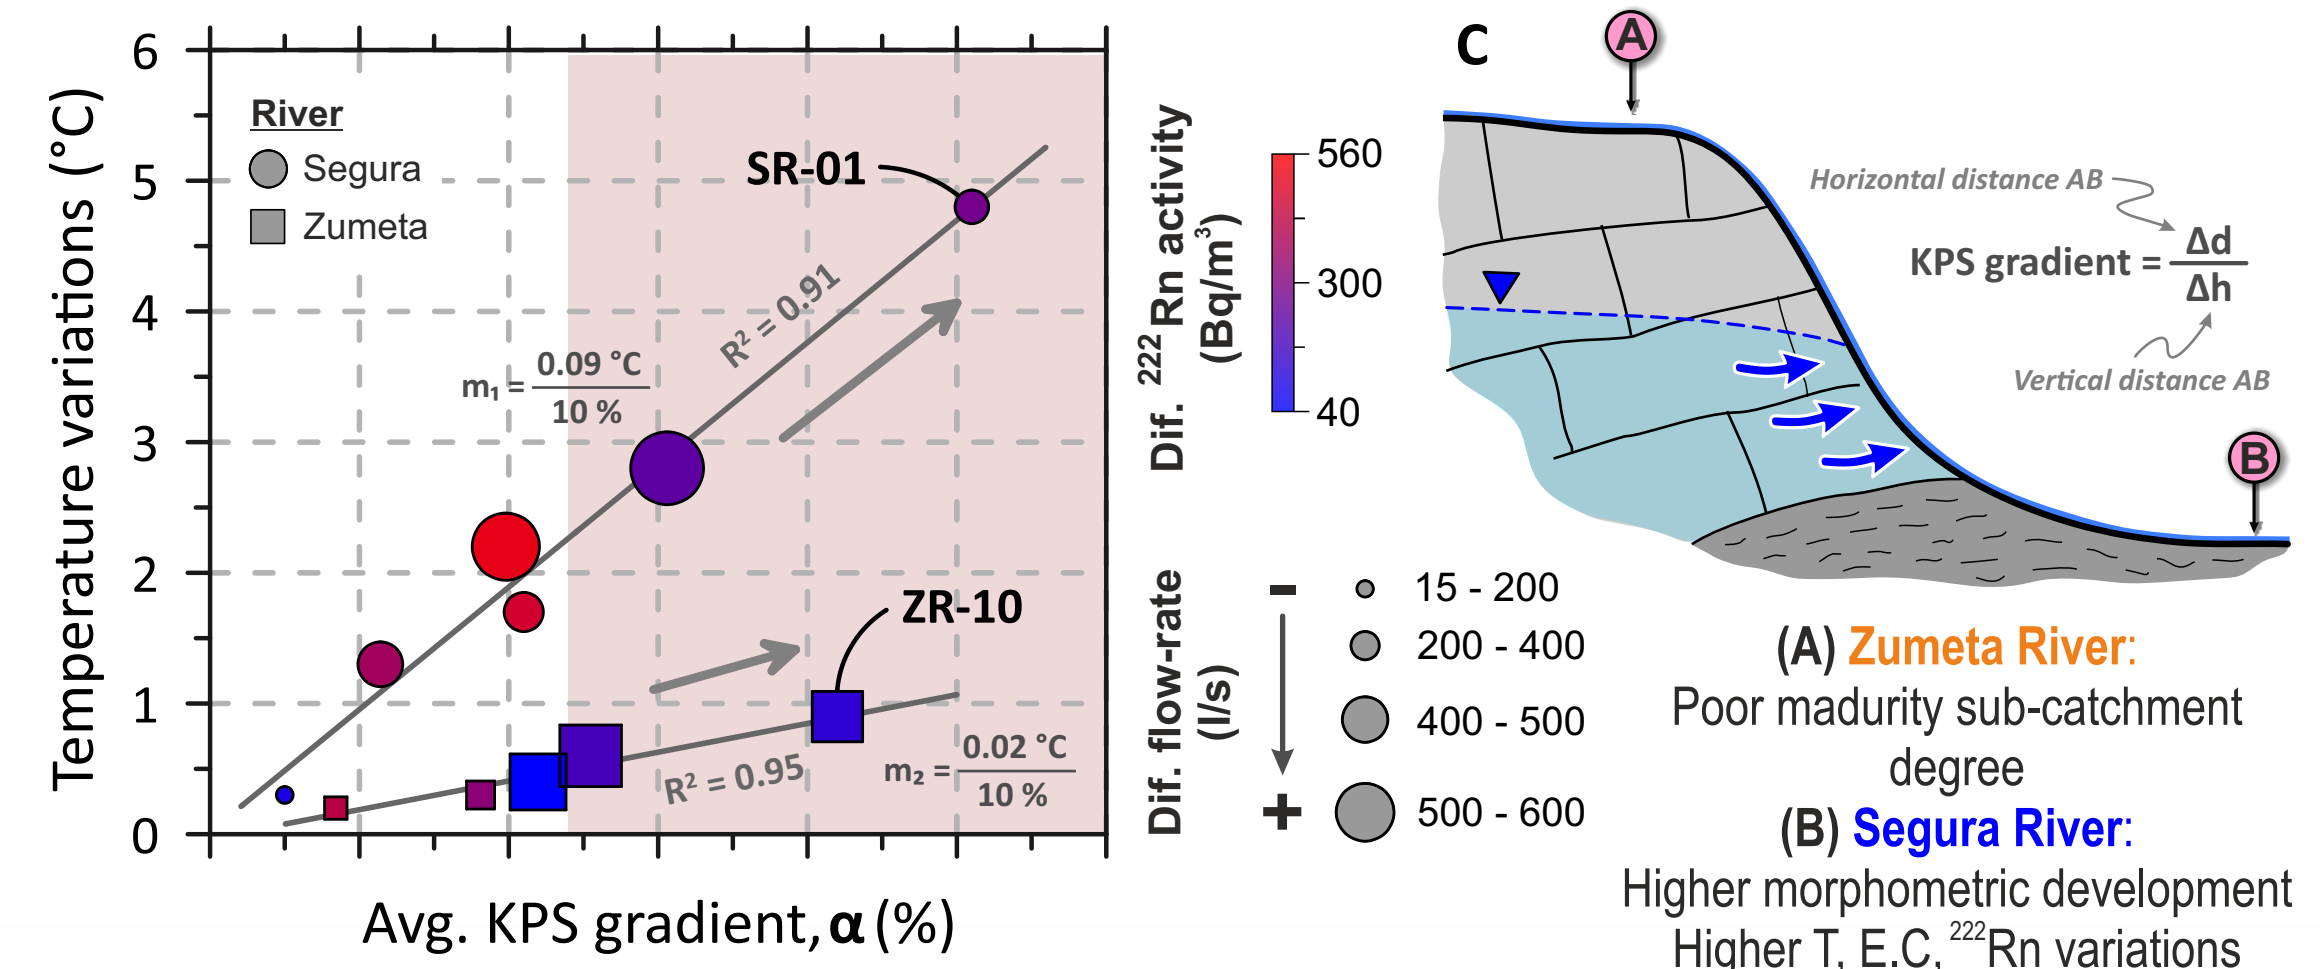 6
5
4
3
2
1
0
Temperature variations (°C)
River
Segura
Zumeta
SR-01
R² = 0.91
m₁ = 0.09 °C
10 %
ZR-10
R² = 0.95
m₂ = 0.02 °C
10 %
Avg. KPS gradient, α (%)
Dif. ²²²Rn activity
(Bq/m³)
560
300
40
Dif. flow-rate
(l/s)
-
+
15 - 200
200 - 400
400 - 500
500 - 600
C
A
B
Horizontal distance AB
KPS gradient = Δd
Δh
Vertical distance AB
(A) Zumeta River:
Poor madurity sub-catchment
degree
(B) Segura River:
Higher morphometric development
Higher T, E.C, ²²²Rn variations